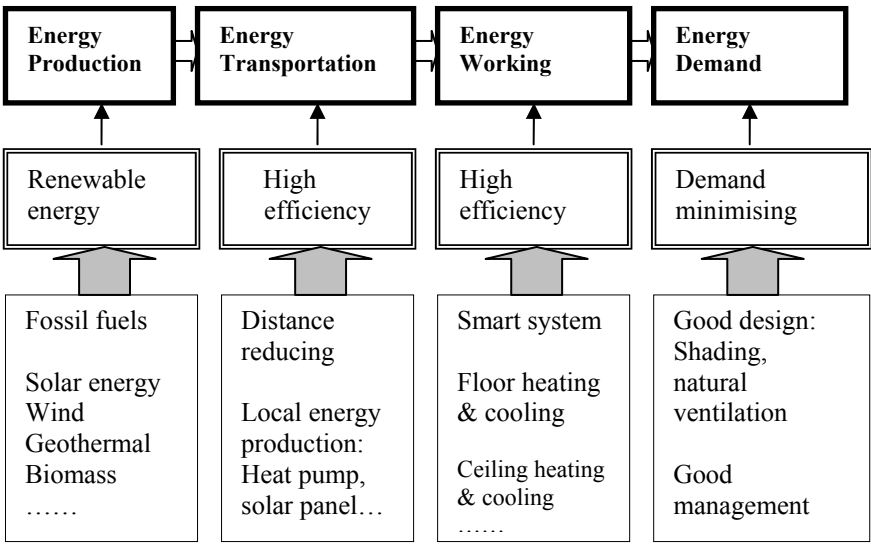 Energy
Production
Energy
Transportation
Energy
Working
Energy
Demand
Renewable
energy
High
efficiency
High
efficiency
Demand
minimising
Fossil fuels
Solar energy
Wind
Geothermal
Biomass
……
Distance
reducing
Local energy
production:
Heat pump,
solar panel…
Smart system
Floor heating
& cooling
Ceiling heating
& cooling
……
Good design:
Shading,
natural
ventilation
Good
management